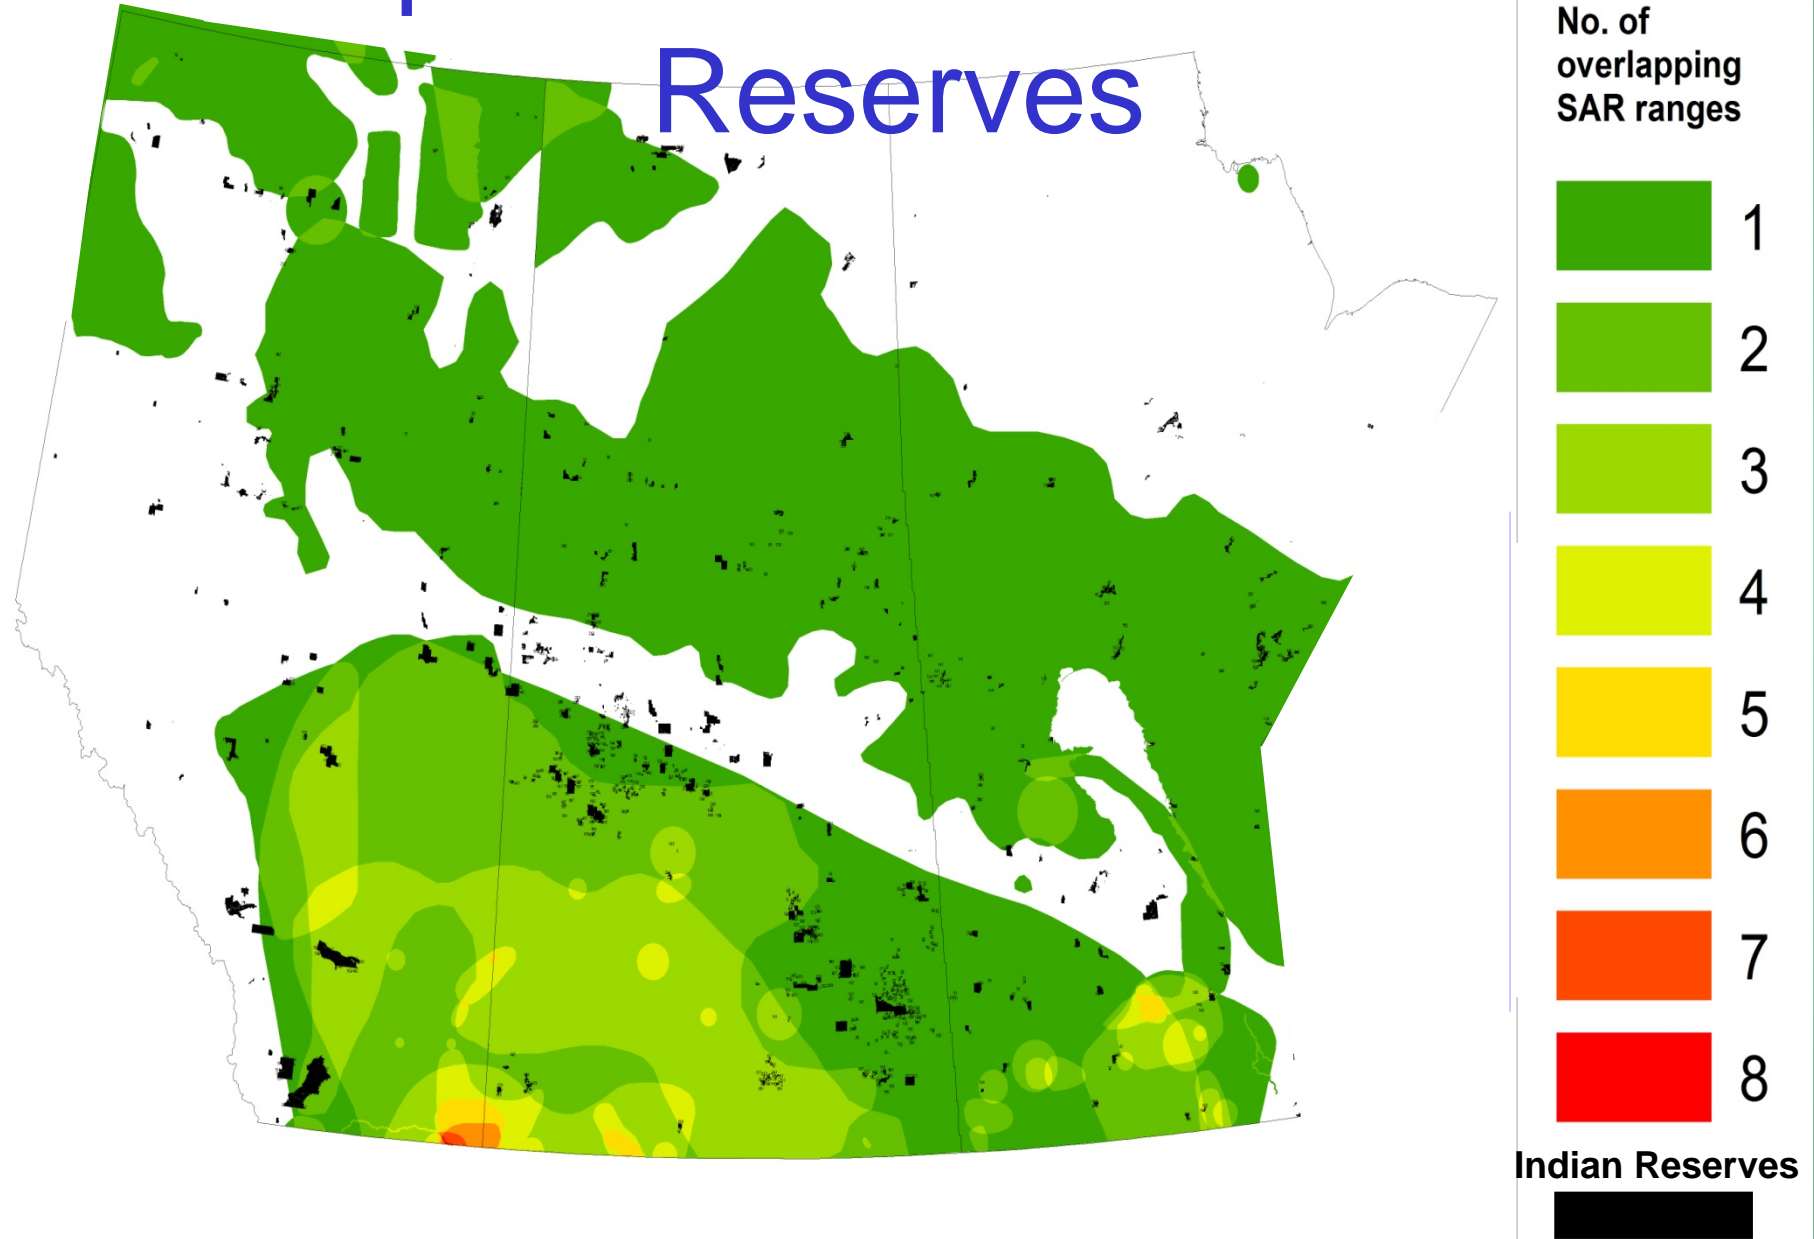 Reserves
No. of
overlapping
SAR ranges
1
2
3
4
5
6
7
8
Indian Reserves